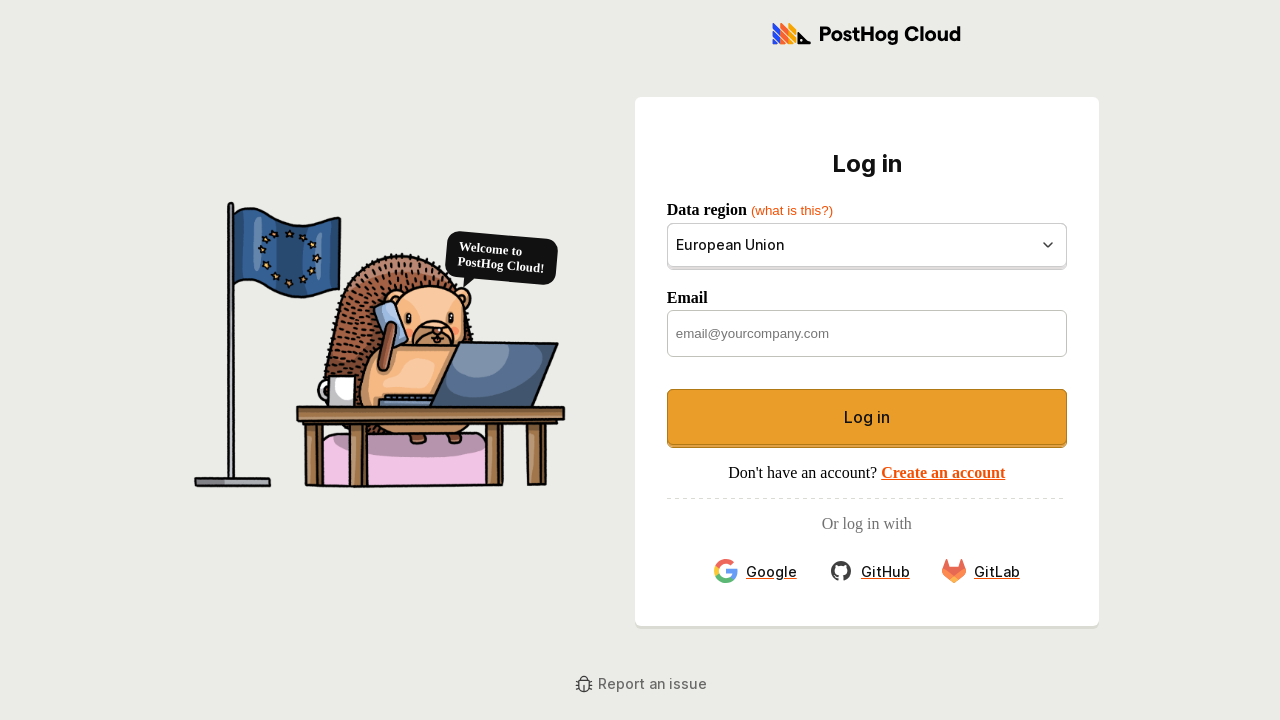 PostHog Cloud
Welcome to
PostHog Cloud!
Log in
Data region (what is this?)
European Union
Email
email@yourcompany.com
Log in
Don't have an account? Create an account
Or log in with
Google GitHub GitLab
Report an issue